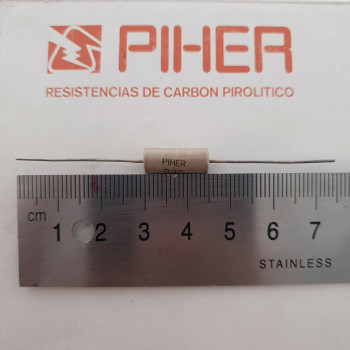 PIHER
RESISTENCIAS DE CARBON PIROLITICO
PIHER
cm 1 2 3 4 5 6 7
STAINLESS